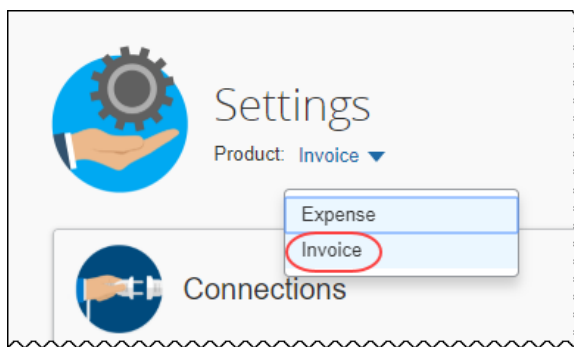 Settings
Product: Invoice
Expense
Invoice
Connections